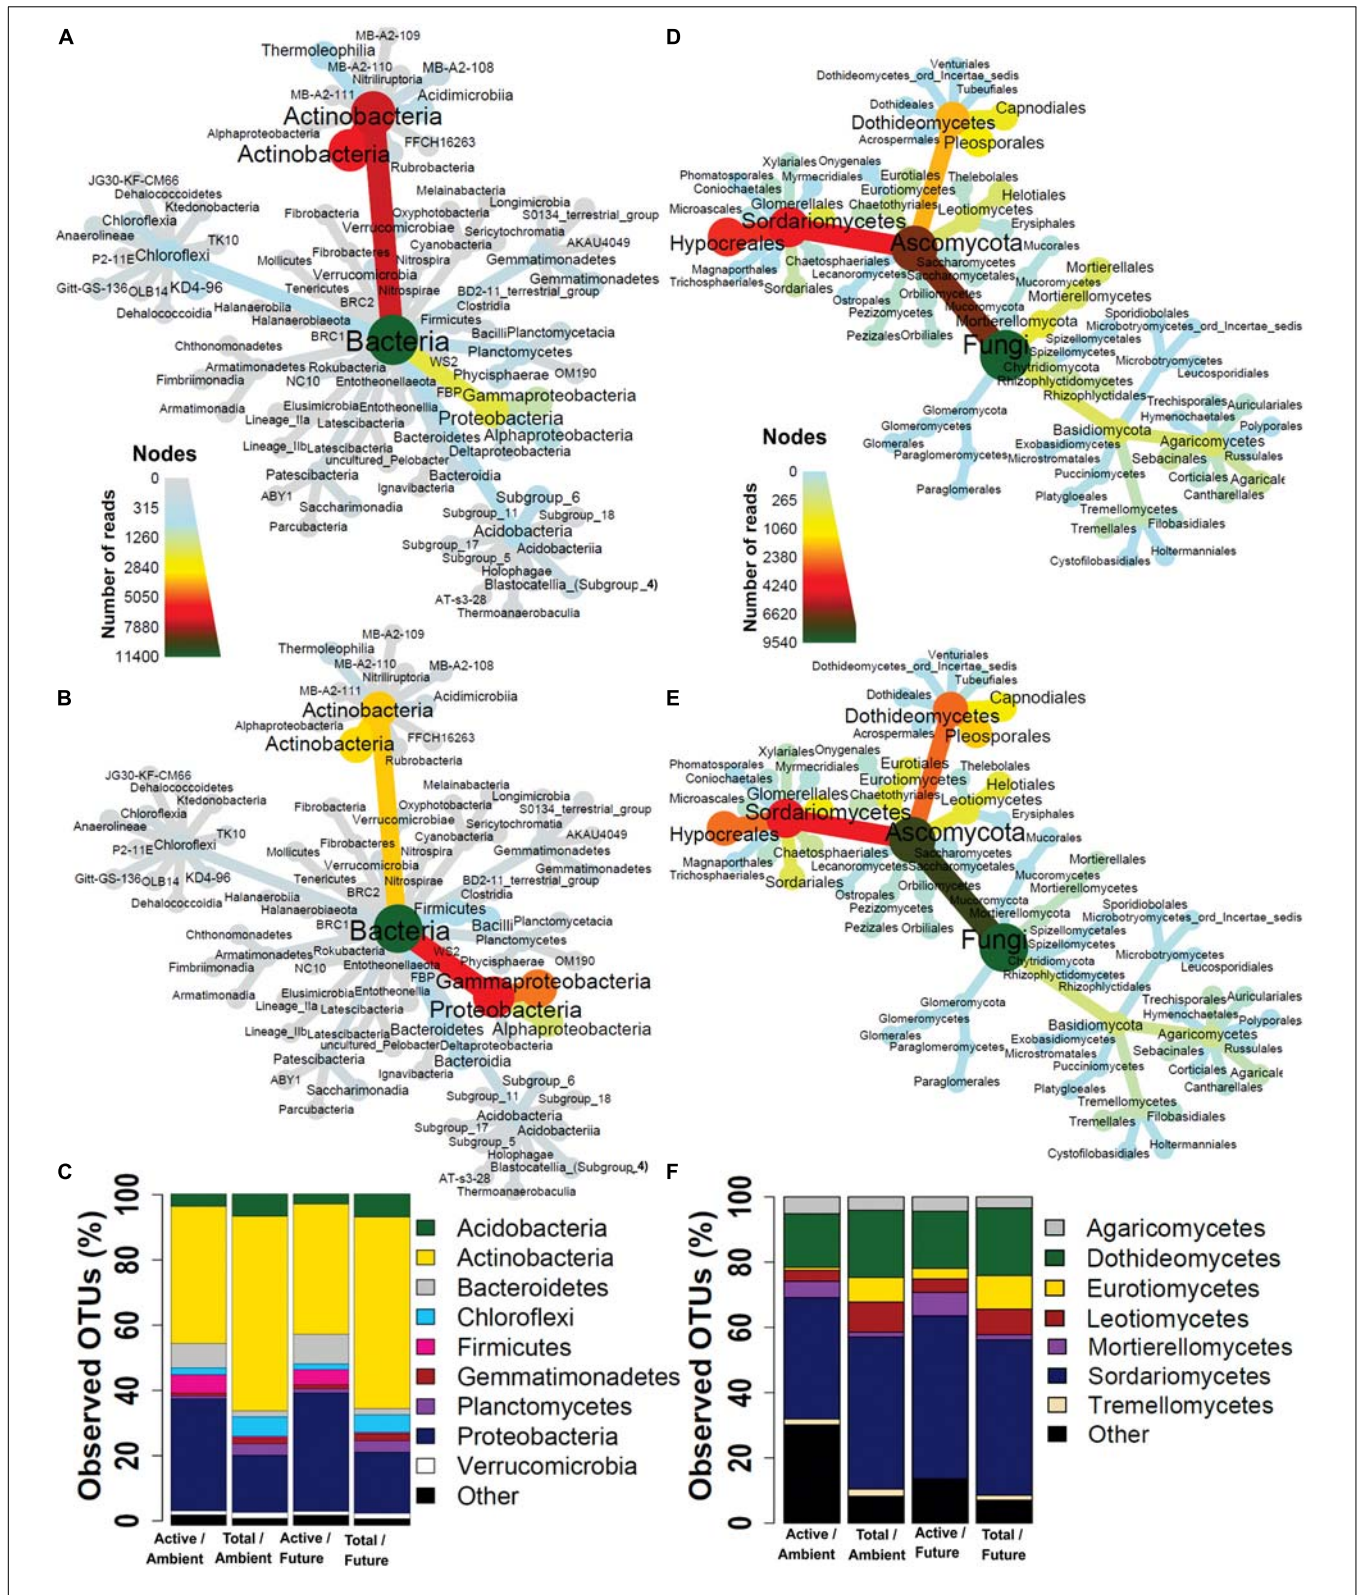 A
MB-A2-109
Thermoleophilia
MB-A2-110
MB-A2-108
Nitriliruptoria
MB-A2-111
Acidimicrobiia
Actinobacteria
Alphaproteobacteria
FFCH16263
Actinobacteria
Rubrobacteria
JG30-KF-CM66
Dehalococcoidetes
Melainabacteria
Ktedonobacteria
Longimicrobia
Chloroflexia
Fibrobacteria
Oxyphotobacteria
S0134_terrestrial_group
Verrucomicrobiae
Sericytochromatia
Anaerolineae
TK10
Cyanobacteria
AKAU4049
P2-11E
Chloroflexi
Mollicutes
Fibrobacteres
Nitrospira
Gemmatimonadetes
Verrucomicrobia
Gemmatimonadetes
Gitt-GS-136
OLB14
KD4-96
Tenericutes
Nitrospirae
BD2-11_terrestrial_group
BRC2
Clostridia
Dehalococcoidia
Halanaerobiia
Halanaerobiaeota
Firmicutes
BRC1
Bacteria
Bacilli
Planctomycetacia
Chthonomonadetes
Planctomycetes
WS2
Armatimonadetes
Rokubacteria
Phycisphaerae
OM190
Fimbriimonadia
NC10
Entotheonellaeota
FBP
Gammaproteobacteria
Armatimonadia
Elusimicrobia
Entotheonellia
Proteobacteria
Lineage_IIa
Latescibacteria
Bacteroidetes
Alphaproteobacteria
Lineage_IIb
Latescibacteria
Deltaproteobacteria
uncultured_Pelobacter
Patescibacteria
Bacteroidia
Ignavibacteria
ABY1
Subgroup_6
Saccharimonadia
Subgroup_11
Subgroup_18
Parcubacteria
Acidobacteria
Subgroup_17
Acidobacteriia
Subgroup_5
Holophagae
Blastocatellia_(Subgroup_4)
AT-s3-28
Thermoanaerobaculia
Nodes
Number of reads
0
315
1260
2840
5050
7880
11400
B
MB-A2-109
Thermoleophilia
MB-A2-110
MB-A2-108
Nitriliruptoria
MB-A2-111
Acidimicrobiia
Actinobacteria
Alphaproteobacteria
FFCH16263
Actinobacteria
Rubrobacteria
JG30-KF-CM66
Dehalococcoidetes
Melainabacteria
Ktedonobacteria
Longimicrobia
Chloroflexia
Fibrobacteria
Oxyphotobacteria
S0134_terrestrial_group
Verrucomicrobiae
Sericytochromatia
Anaerolineae
TK10
Cyanobacteria
AKAU4049
P2-11E
Chloroflexi
Mollicutes
Fibrobacteres
Nitrospira
Gemmatimonadetes
Verrucomicrobia
Gemmatimonadetes
Gitt-GS-136
OLB14
KD4-96
Tenericutes
Nitrospirae
BD2-11_terrestrial_group
BRC2
Clostridia
Dehalococcoidia
Halanaerobiia
Halanaerobiaeota
Firmicutes
BRC1
Bacteria
Bacilli
Planctomycetacia
Chthonomonadetes
Planctomycetes
WS2
Armatimonadetes
Rokubacteria
Phycisphaerae
OM190
Fimbriimonadia
NC10
Entotheonellaeota
FBP
Gammaproteobacteria
Armatimonadia
Elusimicrobia
Entotheonellia
Proteobacteria
Lineage_IIa
Latescibacteria
Bacteroidetes
Alphaproteobacteria
Lineage_IIb
Latescibacteria
uncultured_Pelobacter
Deltaproteobacteria
Patescibacteria
Bacteroidia
Ignavibacteria
ABY1
Subgroup_6
Saccharimonadia
Subgroup_11
Subgroup_18
Parcubacteria
Acidobacteria
Subgroup_17
Acidobacteriia
Subgroup_5
Holophagae
Blastocatellia_(Subgroup_4)
AT-s3-28
Thermoanaerobaculia
C
Observed OTUs (%)
100
80
60
40
20
0
Active / Ambient
Total / Ambient
Active / Future
Total / Future
Acidobacteria
Actinobacteria
Bacteroidetes
Chloroflexi
Firmicutes
Gemmatimonadetes
Planctomycetes
Proteobacteria
Verrucomicrobia
Other
D
Venturiales
Dothideomycetes_ord_Incertae_sedis
Tubeufiales
Dothideales
Capnodiales
Dothideomycetes
Acrospermales
Pleosporales
Xylariales
Onygenales
Phomatosporales
Myrmecridiales
Eurotiales
Thelebolales
Coniochaetales
Eurotiomycetes
Helotiales
Microascales
Glomerellales
Chaetothyriales
Leotiomycetes
Sordariomycetes
Erysiphales
Hypocreales
Ascomycota
Mucorales
Magnaporthales
Chaetosphaeriales
Saccharomycetes
Mortierellales
Trichosphaeriales
Lecanoromycetes
Saccharomycetales
Mucoromycetes
Sordariales
Orbiliomycetes
Mortierellomycetes
Ostropales
Mucoromycota
Sporidiobolales
Pezizomycetes
Mortierellomycota
Microbotryomycetes_ord_Incertae_sedis
Pezizales
Orbiliales
Spizellomycetales
Fungi
Spizellomycetes
Microbotryomycetes
Chytridiomycota
Leucosporidiales
Rhizophlyctidomycetes
Rhizophlyctidales
Trechisporales
Auriculariales
Glomeromycota
Hymenochaetales
Glomeromycetes
Basidiomycota
Polyporales
Glomerales
Exobasidiomycetes
Agaricomycetes
Paraglomeromycetes
Microstromatales
Sebacinales
Russulales
Pucciniomycetes
Corticiales
Agaricale
Paraglomerales
Platygloeales
Cantharellales
Tremellomycetes
Tremellales
Filobasidiales
Cystofilobasidiales
Holtermanniales
Nodes
Number of reads
0
265
1060
2380
4240
6620
9540
E
Venturiales
Dothideomycetes_ord_Incertae_sedis
Tubeufiales
Dothideales
Capnodiales
Dothideomycetes
Acrospermales
Pleosporales
Xylariales
Onygenales
Phomatosporales
Myrmecridiales
Eurotiales
Thelebolales
Coniochaetales
Eurotiomycetes
Helotiales
Microascales
Glomerellales
Chaetothyriales
Leotiomycetes
Sordariomycetes
Erysiphales
Hypocreales
Ascomycota
Mucorales
Magnaporthales
Chaetosphaeriales
Saccharomycetes
Mortierellales
Trichosphaeriales
Lecanoromycetes
Saccharomycetales
Mucoromycetes
Sordariales
Orbiliomycetes
Mortierellomycetes
Ostropales
Mucoromycota
Sporidiobolales
Pezizomycetes
Mortierellomycota
Microbotryomycetes_ord_Incertae_sedis
Pezizales
Orbiliales
Spizellomycetales
Fungi
Spizellomycetes
Microbotryomycetes
Chytridiomycota
Leucosporidiales
Rhizophlyctidomycetes
Rhizophlyctidales
Trechisporales
Auriculariales
Glomeromycota
Hymenochaetales
Glomeromycetes
Basidiomycota
Polyporales
Glomerales
Exobasidiomycetes
Agaricomycetes
Paraglomeromycetes
Microstromatales
Sebacinales
Russulales
Pucciniomycetes
Corticiales
Agaricale
Paraglomerales
Platygloeales
Cantharellales
Tremellomycetes
Tremellales
Filobasidiales
Cystofilobasidiales
Holtermanniales
F
Observed OTUs (%)
100
80
60
40
20
0
Active / Ambient
Total / Ambient
Active / Future
Total / Future
Agaricomycetes
Dothideomycetes
Eurotiomycetes
Leotiomycetes
Mortierellomycetes
Sordariomycetes
Tremellomycetes
Other